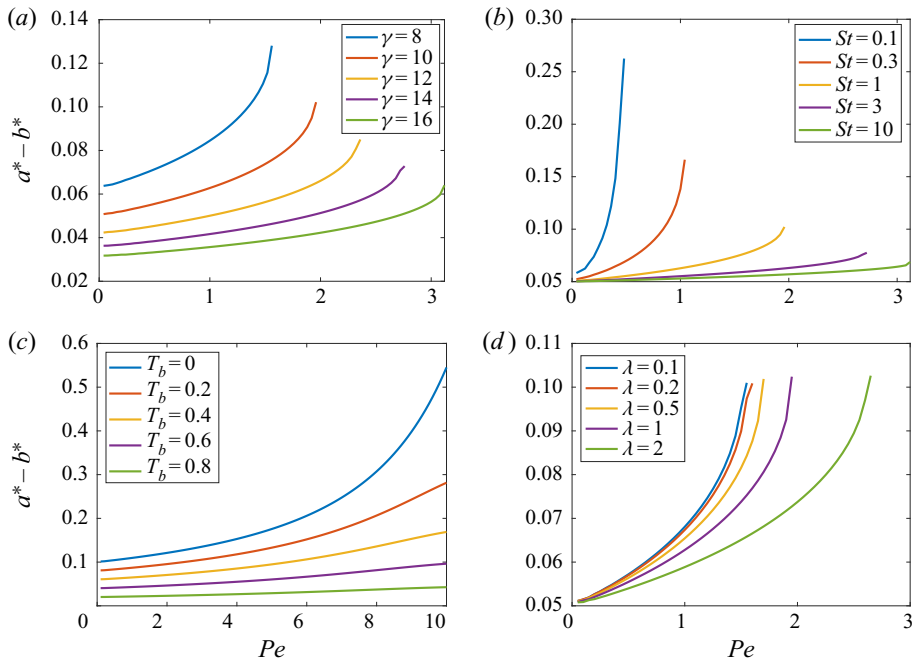 (a)
0.14
0.12
0.10
0.08
0.06
0.04
0.02
a* – b*
0
1
2
3
γ = 8
γ = 10
γ = 12
γ = 14
γ = 16
(b)
0.30
0.25
0.20
0.15
0.10
0.05
0
1
2
3
St = 0.1
St = 0.3
St = 1
St = 3
St = 10
(c)
0.6
0.5
0.4
0.3
0.2
0.1
0
a* – b*
0
2
4
6
8
10
Pe
T_b = 0
T_b = 0.2
T_b = 0.4
T_b = 0.6
T_b = 0.8
(d)
0.11
0.10
0.09
0.08
0.07
0.06
0.05
0
1
2
3
Pe
λ = 0.1
λ = 0.2
λ = 0.5
λ = 1
λ = 2